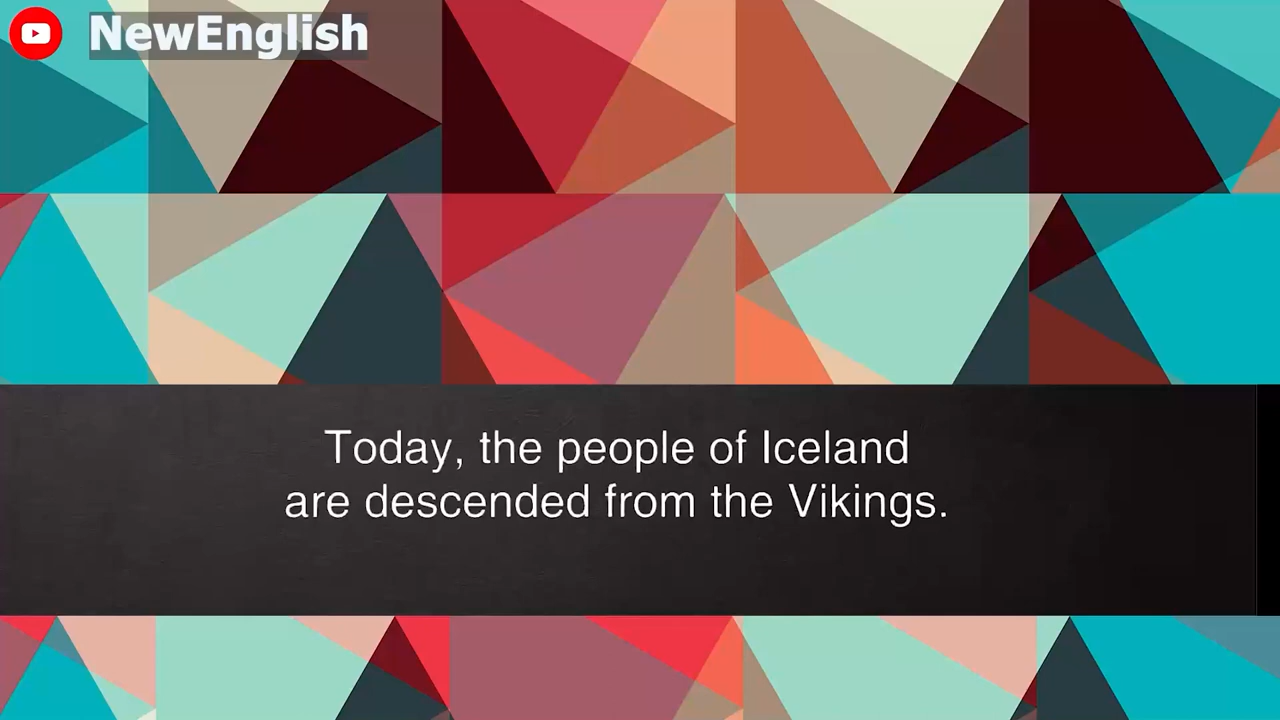 NewEnglish
Today, the people of Iceland
are descended from the Vikings.